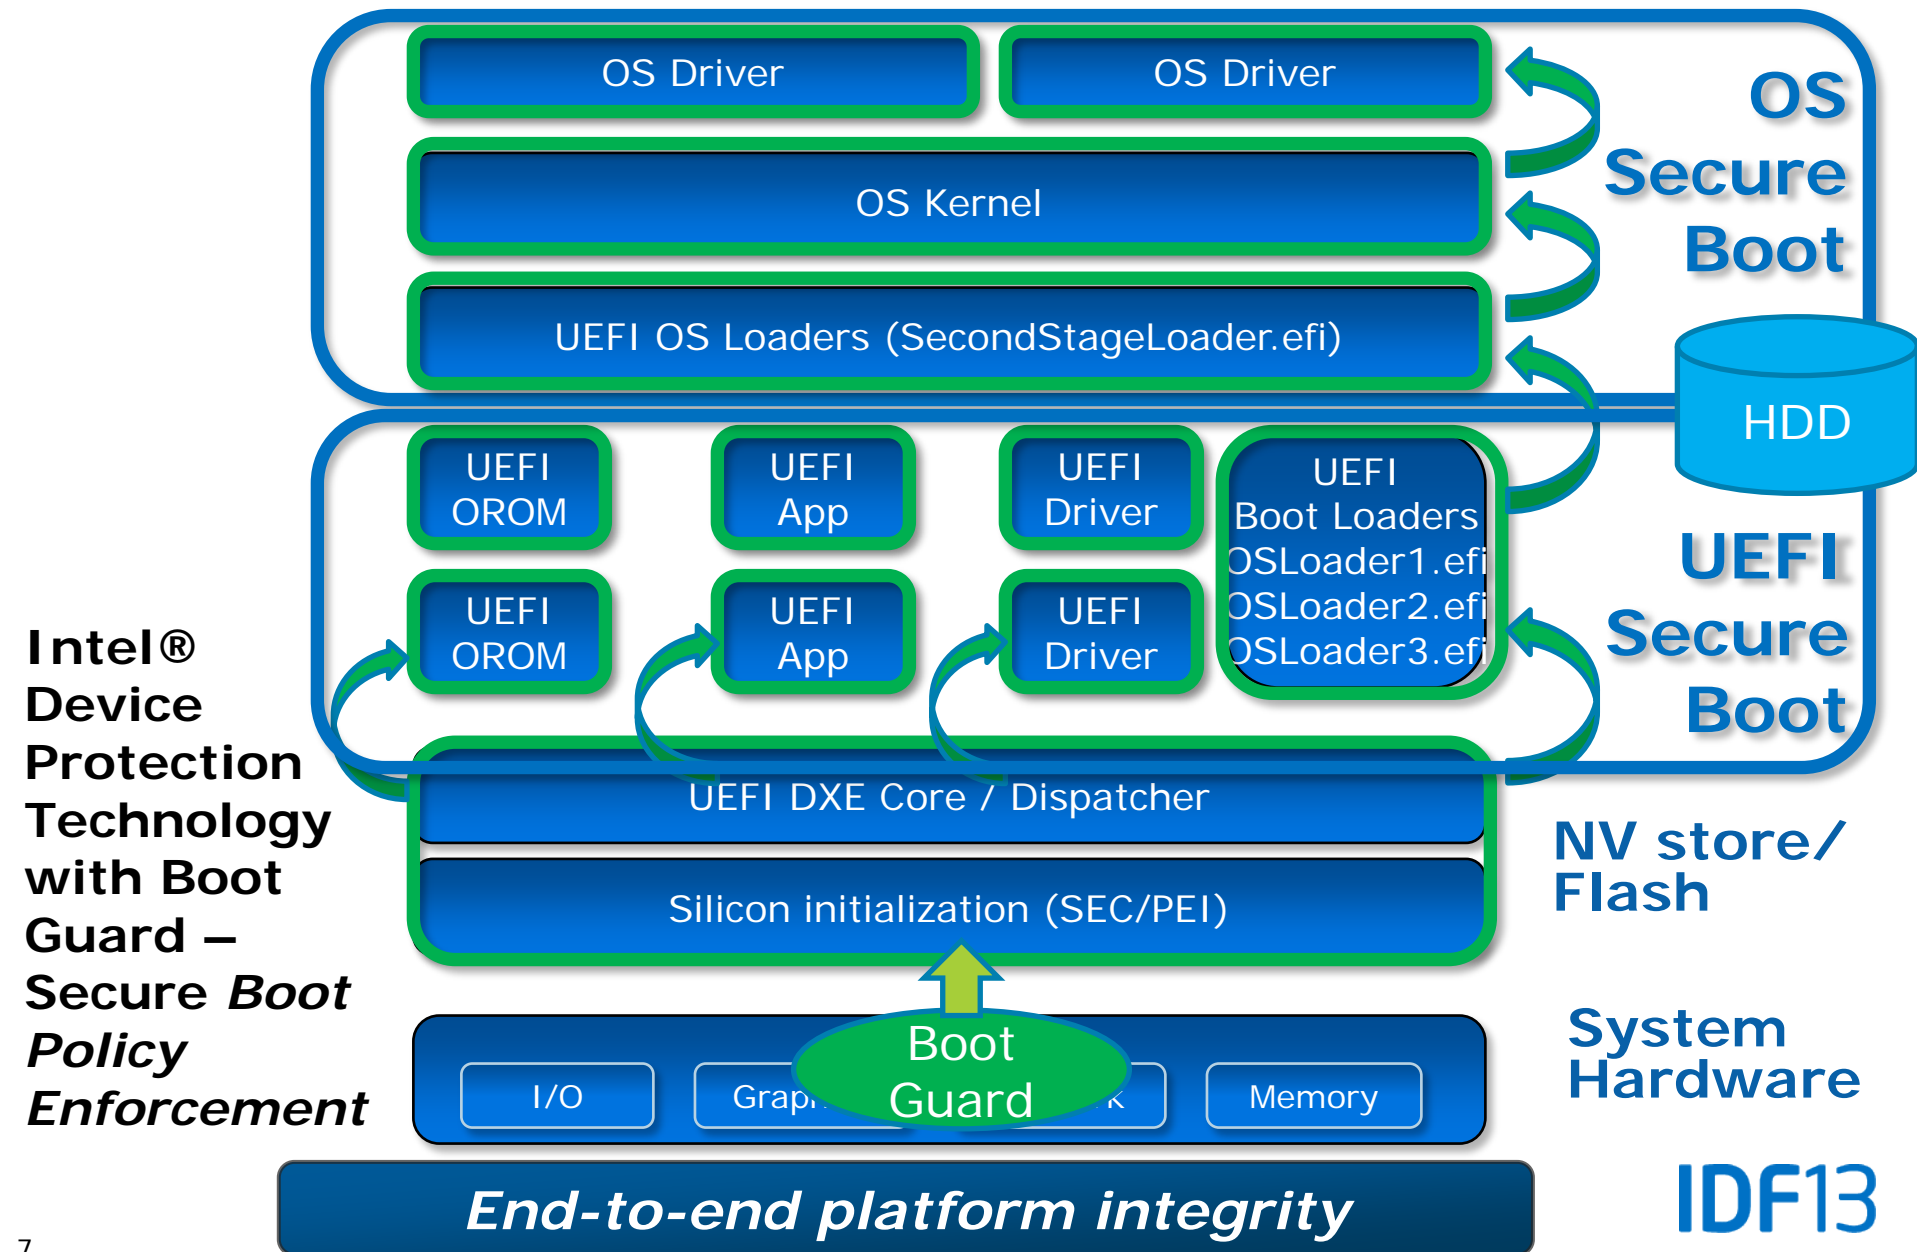 OS Driver
OS Driver
OS
Secure
Boot
OS Kernel
UEFI OS Loaders (SecondStageLoader.efi)
HDD
UEFI
OROM
UEFI
App
UEFI
Driver
UEFI
Boot Loaders
OSLoader1.efi
OSLoader2.efi
OSLoader3.efi
UEFI
OROM
UEFI
App
UEFI
Driver
UEFI
Secure
Boot
Intel®
Device
Protection
Technology
with Boot
Guard –
Secure Boot
Policy
Enforcement
UEFI DXE Core / Dispatcher
Silicon initialization (SEC/PEI)
NV store/
Flash
Boot
Guard
I/O
Memory
System
Hardware
End-to-end platform integrity
IDF13
7